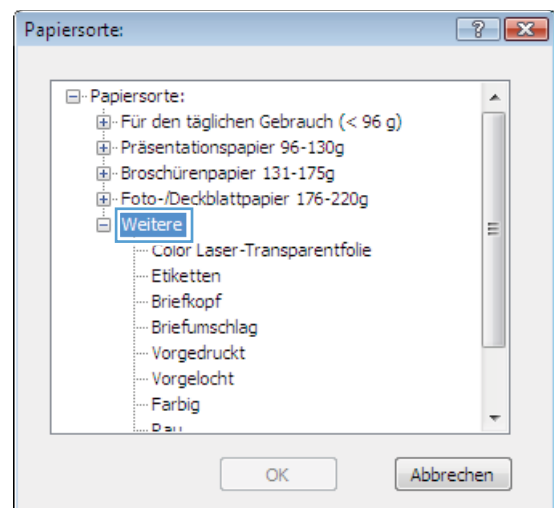 Papiersorte:
Papiersorte:
Für den täglichen Gebrauch (< 96 g)
Präsentationspapier 96-130g
Broschürenpapier 131-175g
Foto-/Deckblattpapier 176-220g
Weitere
Color Laser-Transparentfolie
Etiketten
Briefkopf
Briefumschlag
Vorgedruckt
Vorgelocht
Farbig
Rau
OK
Abbrechen